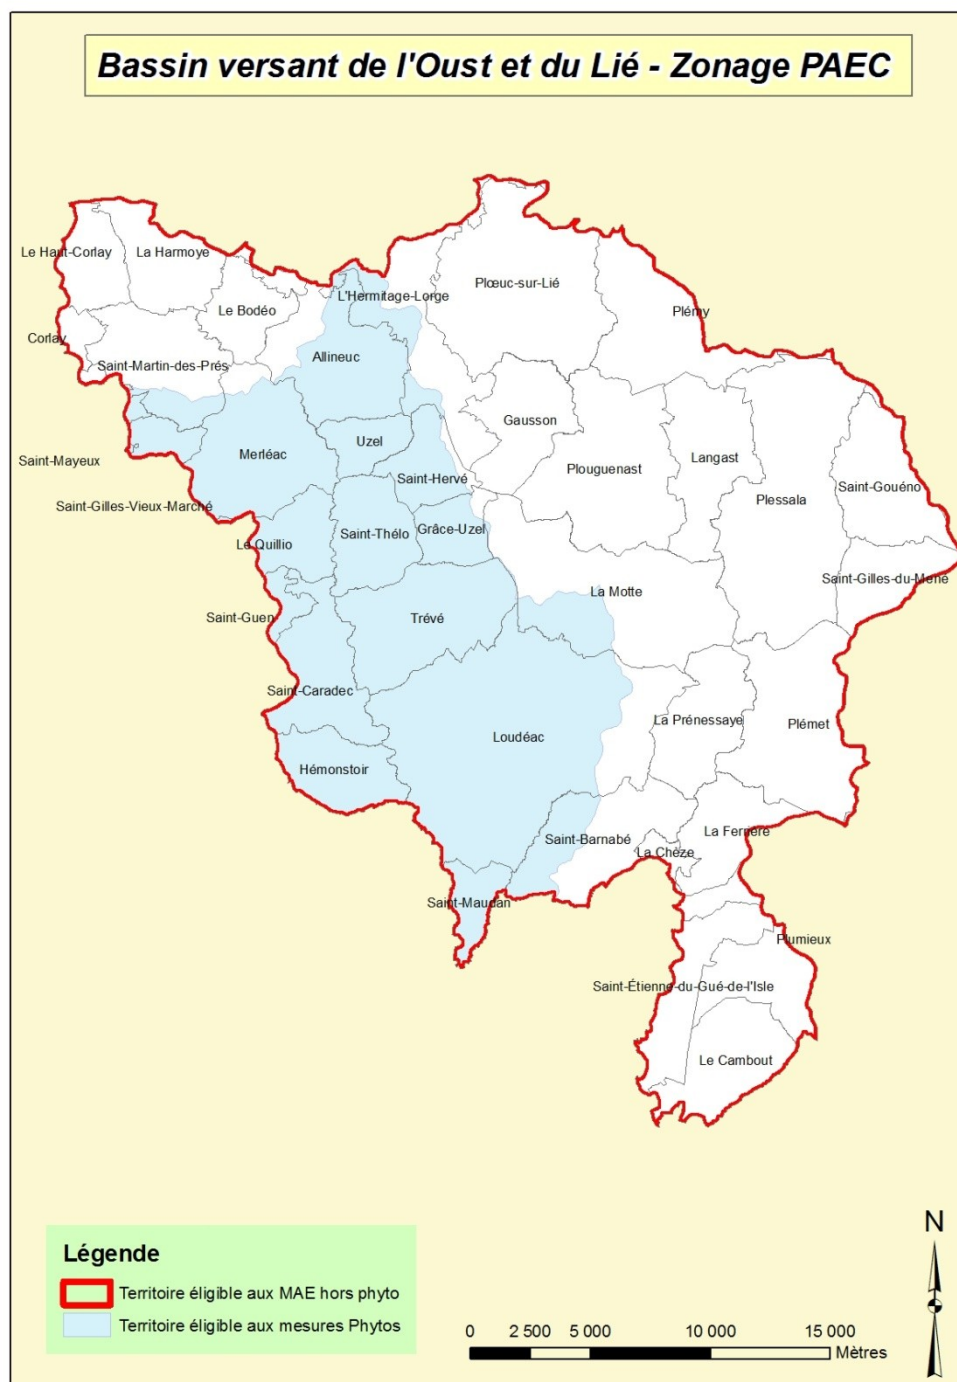 Bassin versant de l'Oust et du Lié - Zonage PAEC
Le Haut-Corlay
La Harmoye
L'Hermitage-Lorge
Plœuc-sur-Lié
Le Bodéo
Plémy
Corlay
Allineuc
Saint-Martin-des-Prés
Gausson
Uzel
Merléac
Langast
Saint-Mayeux
Plouguenast
Saint-Hervé
Saint-Gouéno
Plessala
Saint-Gilles-Vieux-Marché
Grâce-Uzel
Saint-Thélo
Le Quillio
Saint-Gilles-du-Mené
La Motte
Saint-Guen
Trévé
Saint-Caradec
La Prénessaye
Plémet
Loudéac
Hémonstoir
La Ferrière
Saint-Barnabé
La Chèze
Saint-Maudan
Plumieux
Saint-Étienne-du-Gué-de-l'Isle
Le Cambout
Légende
Territoire éligible aux MAE hors phyto
Territoire éligible aux mesures Phytos
N
0 2 500 5 000 10 000 15 000
Mètres